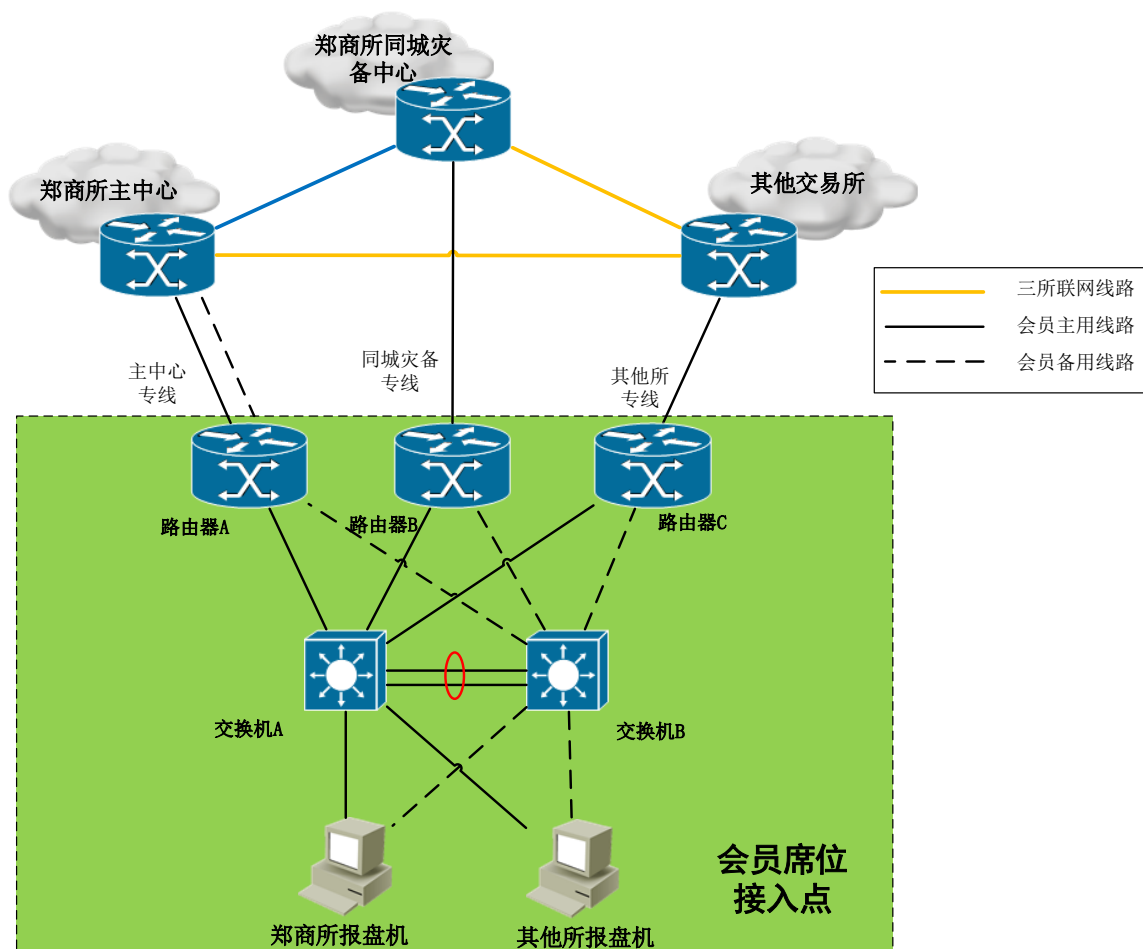 郑商所同城灾
备中心
郑商所主中心
其他交易所
三所联网线路
会员主用线路
会员备用线路
主中心
专线
同城灾备
专线
其他所
专线
路由器A
路由器B
路由器C
交换机A
交换机B
会员席位
接入点
郑商所报盘机
其他所报盘机